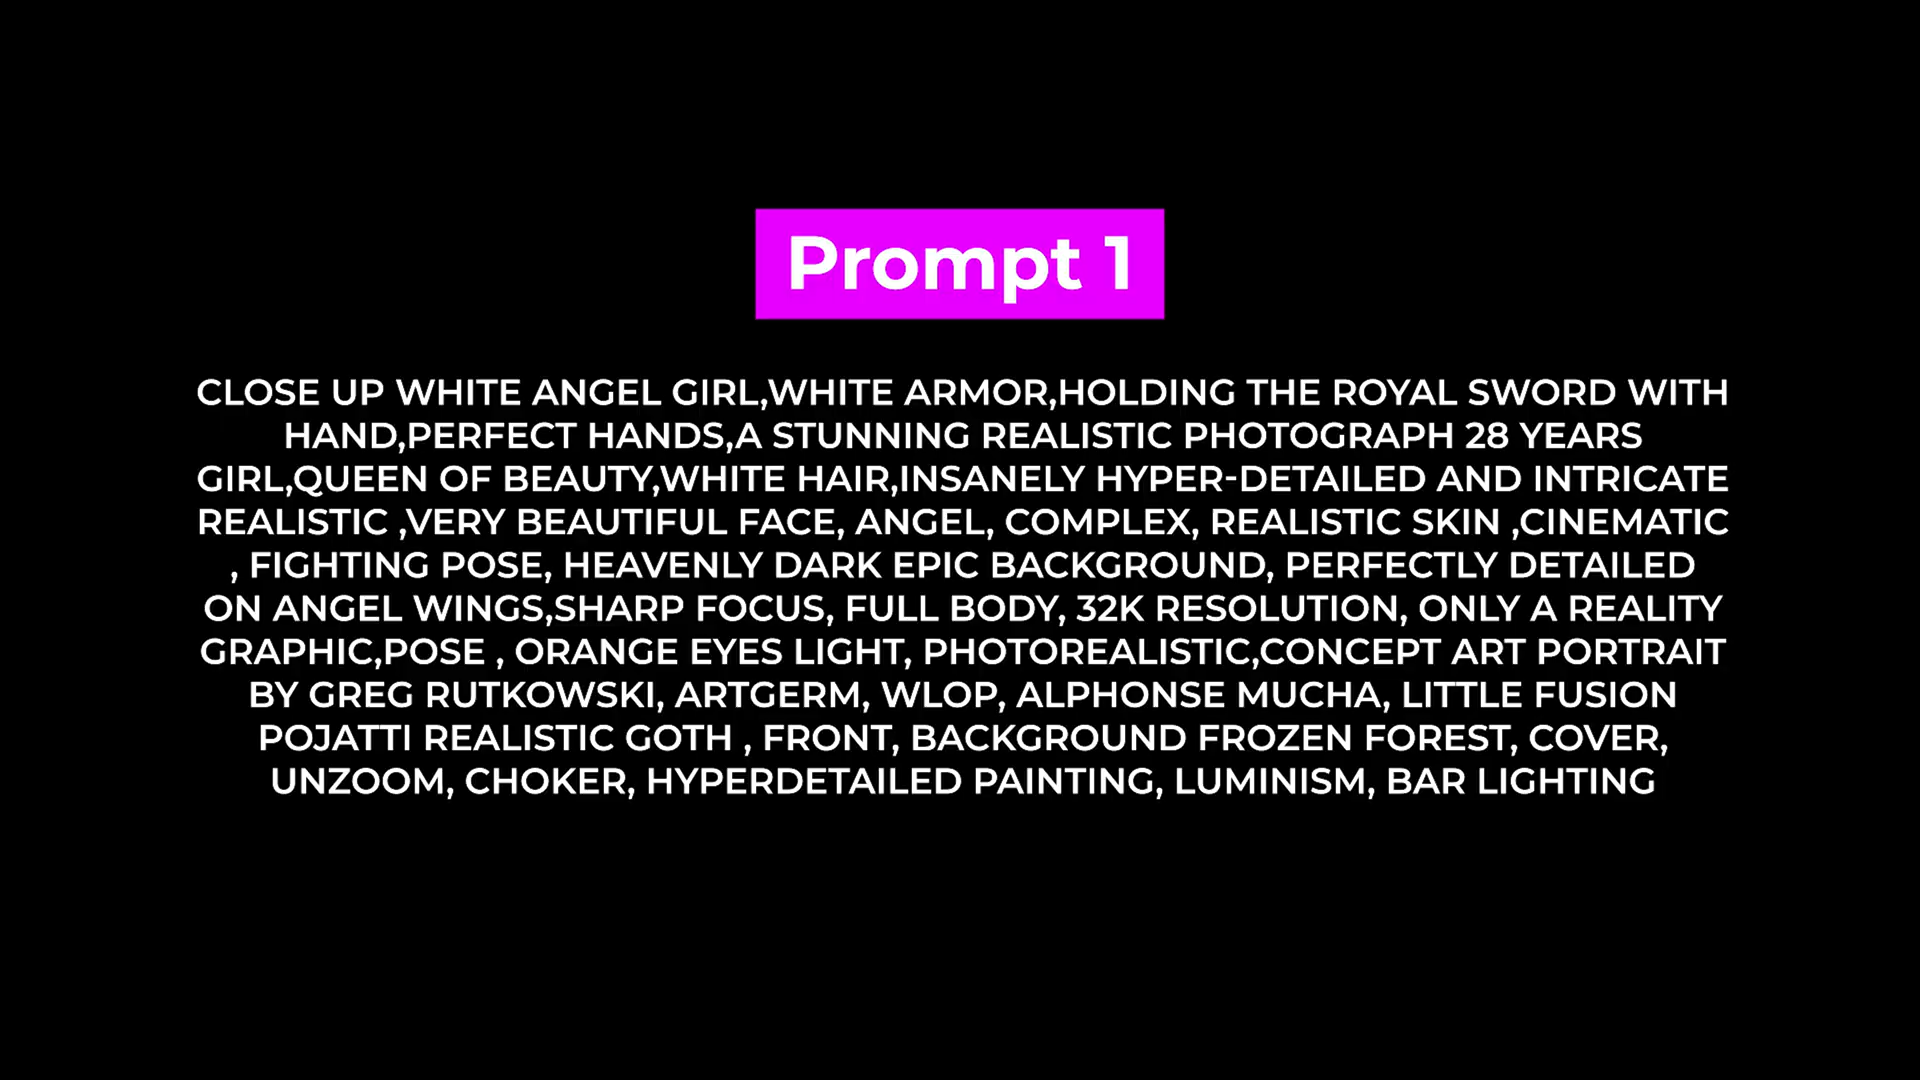 Prompt 1
CLOSE UP WHITE ANGEL GIRL,WHITE ARMOR,HOLDING THE ROYAL SWORD WITH
HAND,PERFECT HANDS,A STUNNING REALISTIC PHOTOGRAPH 28 YEARS
GIRL,QUEEN OF BEAUTY,WHITE HAIR,INSANELY HYPER-DETAILED AND INTRICATE
REALISTIC ,VERY BEAUTIFUL FACE, ANGEL, COMPLEX, REALISTIC SKIN ,CINEMATIC
, FIGHTING POSE, HEAVENLY DARK EPIC BACKGROUND, PERFECTLY DETAILED
ON ANGEL WINGS,SHARP FOCUS, FULL BODY, 32K RESOLUTION, ONLY A REALITY
GRAPHIC,POSE , ORANGE EYES LIGHT, PHOTOREALISTIC,CONCEPT ART PORTRAIT
BY GREG RUTKOWSKI, ARTGERM, WLOP, ALPHONSE MUCHA, LITTLE FUSION
POJATTI REALISTIC GOTH , FRONT, BACKGROUND FROZEN FOREST, COVER,
UNZOOM, CHOKER, HYPERDETAILED PAINTING, LUMINISM, BAR LIGHTING